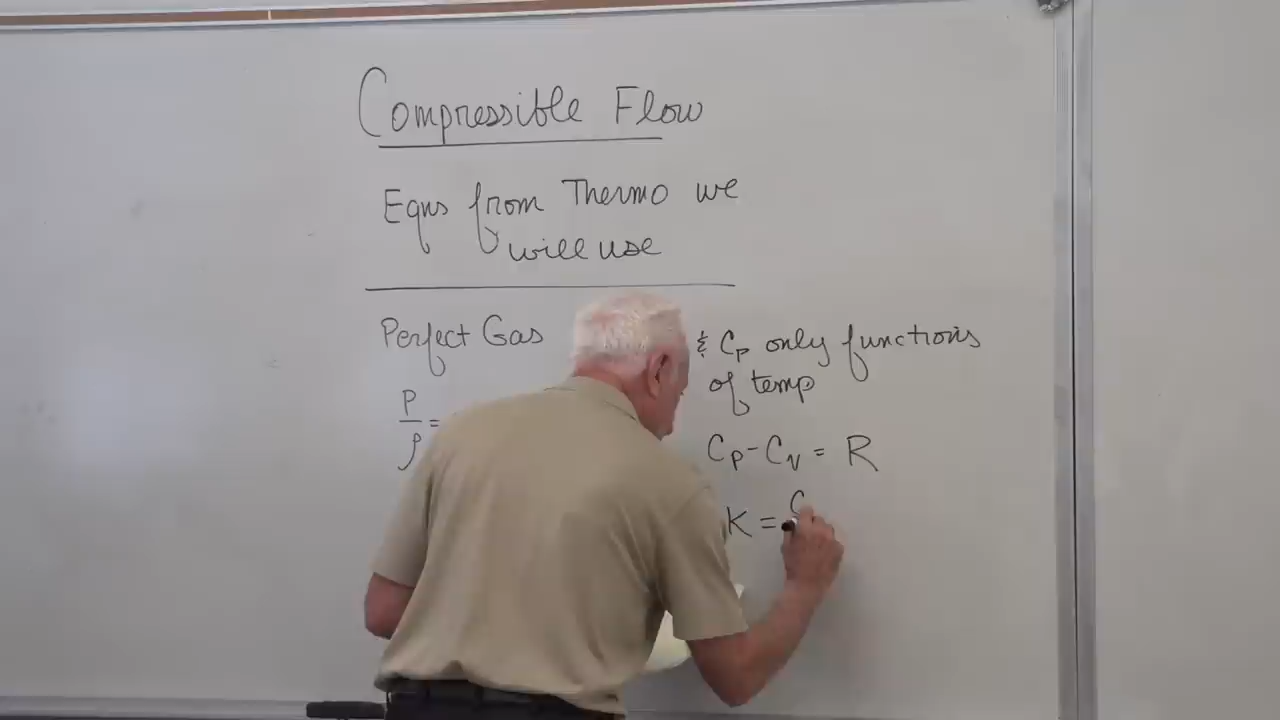 Compressible Flow
Eqns from Thermo we
will use
Perfect Gas
& Cp only functions
of temp
P/ρ =
Cp - Cv = R
K = C